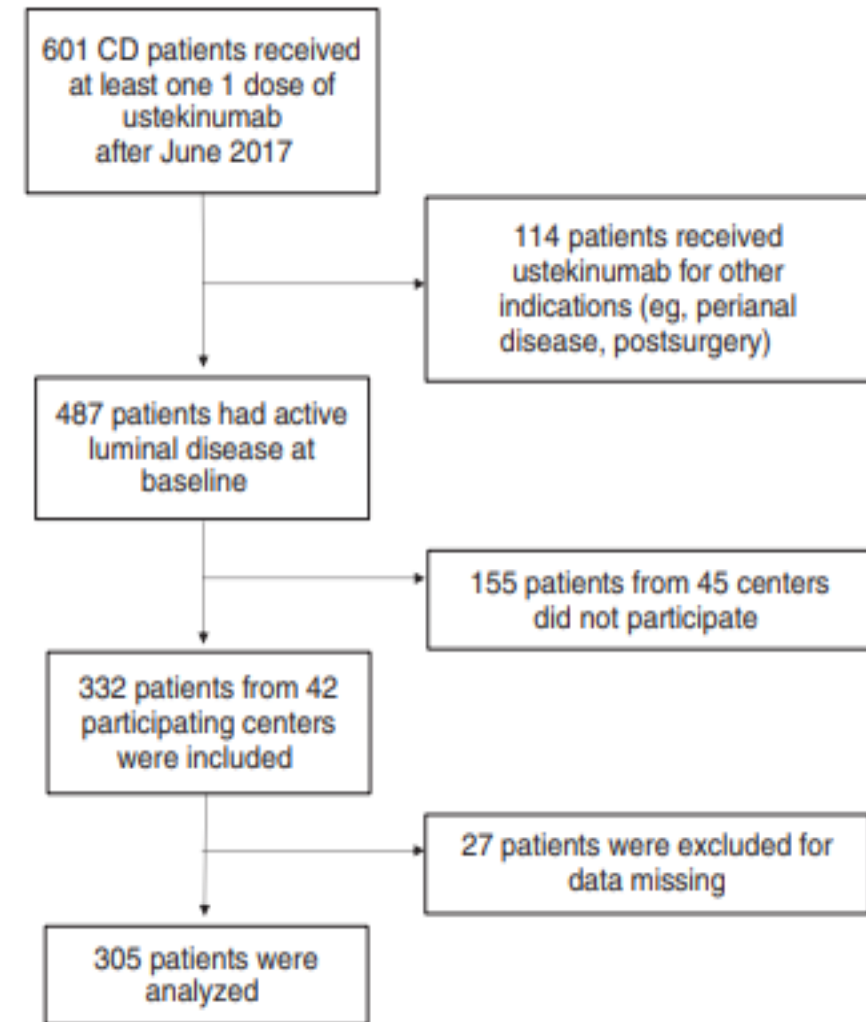 601 CD patients received
at least one 1 dose of
ustekinumab
after June 2017
114 patients received
ustekinumab for other
indications (eg, perianal
disease, postsurgery)
487 patients had active
luminal disease at
baseline
155 patients from 45 centers
did not participate
332 patients from 42
participating centers
were included
27 patients were excluded for
data missing
305 patients were
analyzed